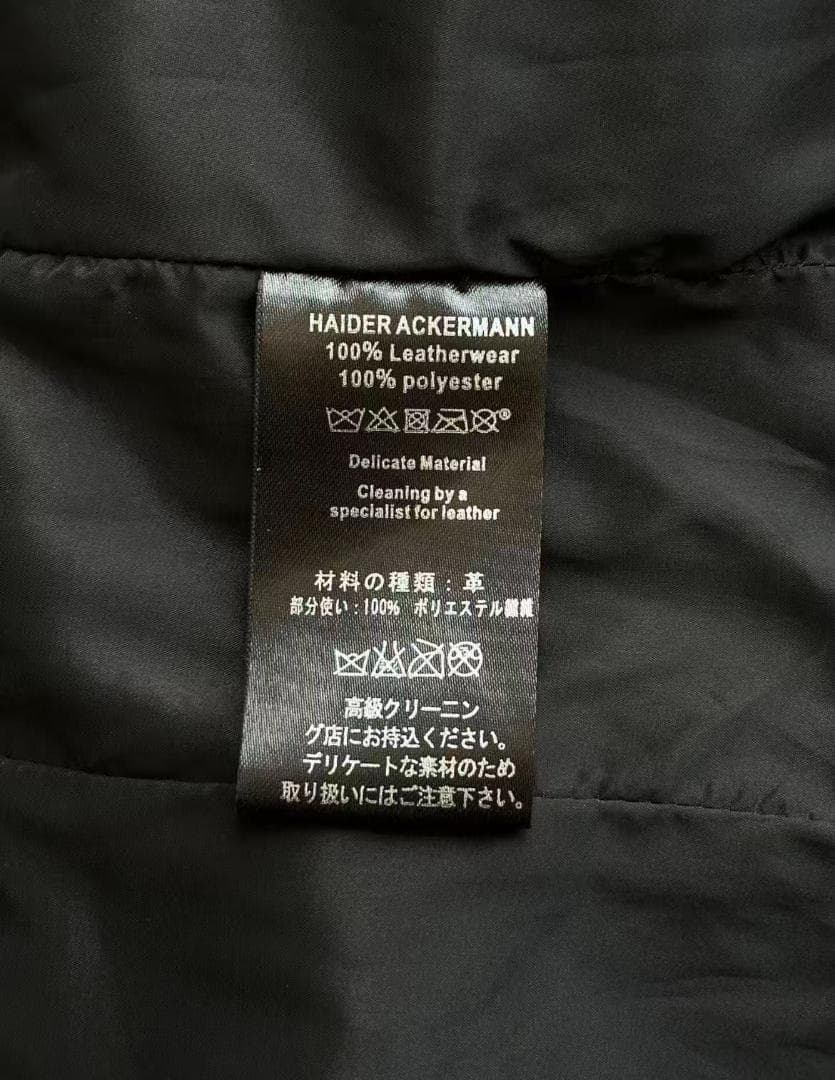 HAIDER ACKERMANN
100% Leatherwear
100% polyester
Delicate Material
Cleaning by a
specialist for leather
材料の種類：革
部分使い：100% ポリエステル繊維
高級クリーニン
グ店にお持込ください。
デリケートな素材のため
取り扱いにはご注意下さい。